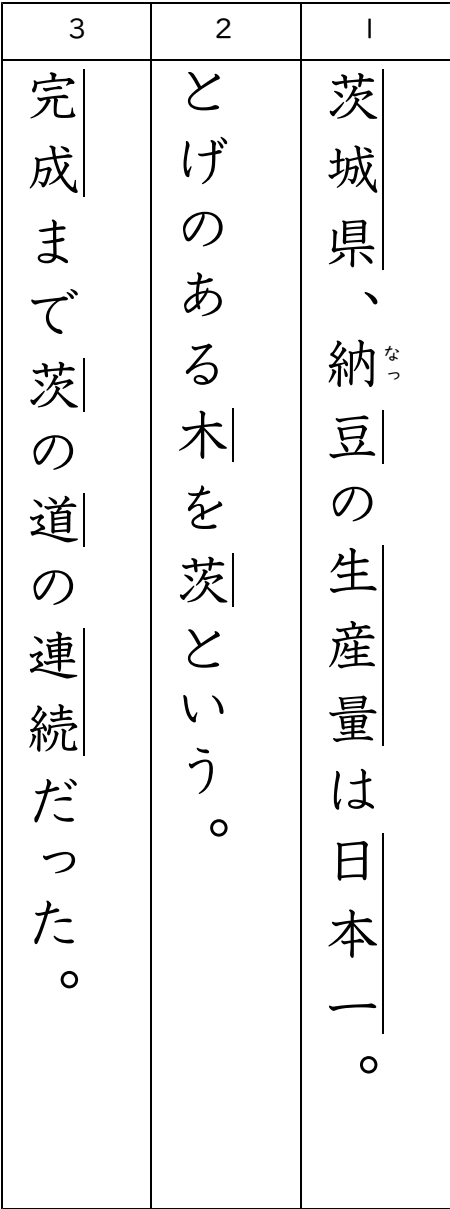 1
茨城県、納豆の生産量は日本一。
なっ
2
とげのある木を茨という。
3
完成まで茨の道の連続だった。